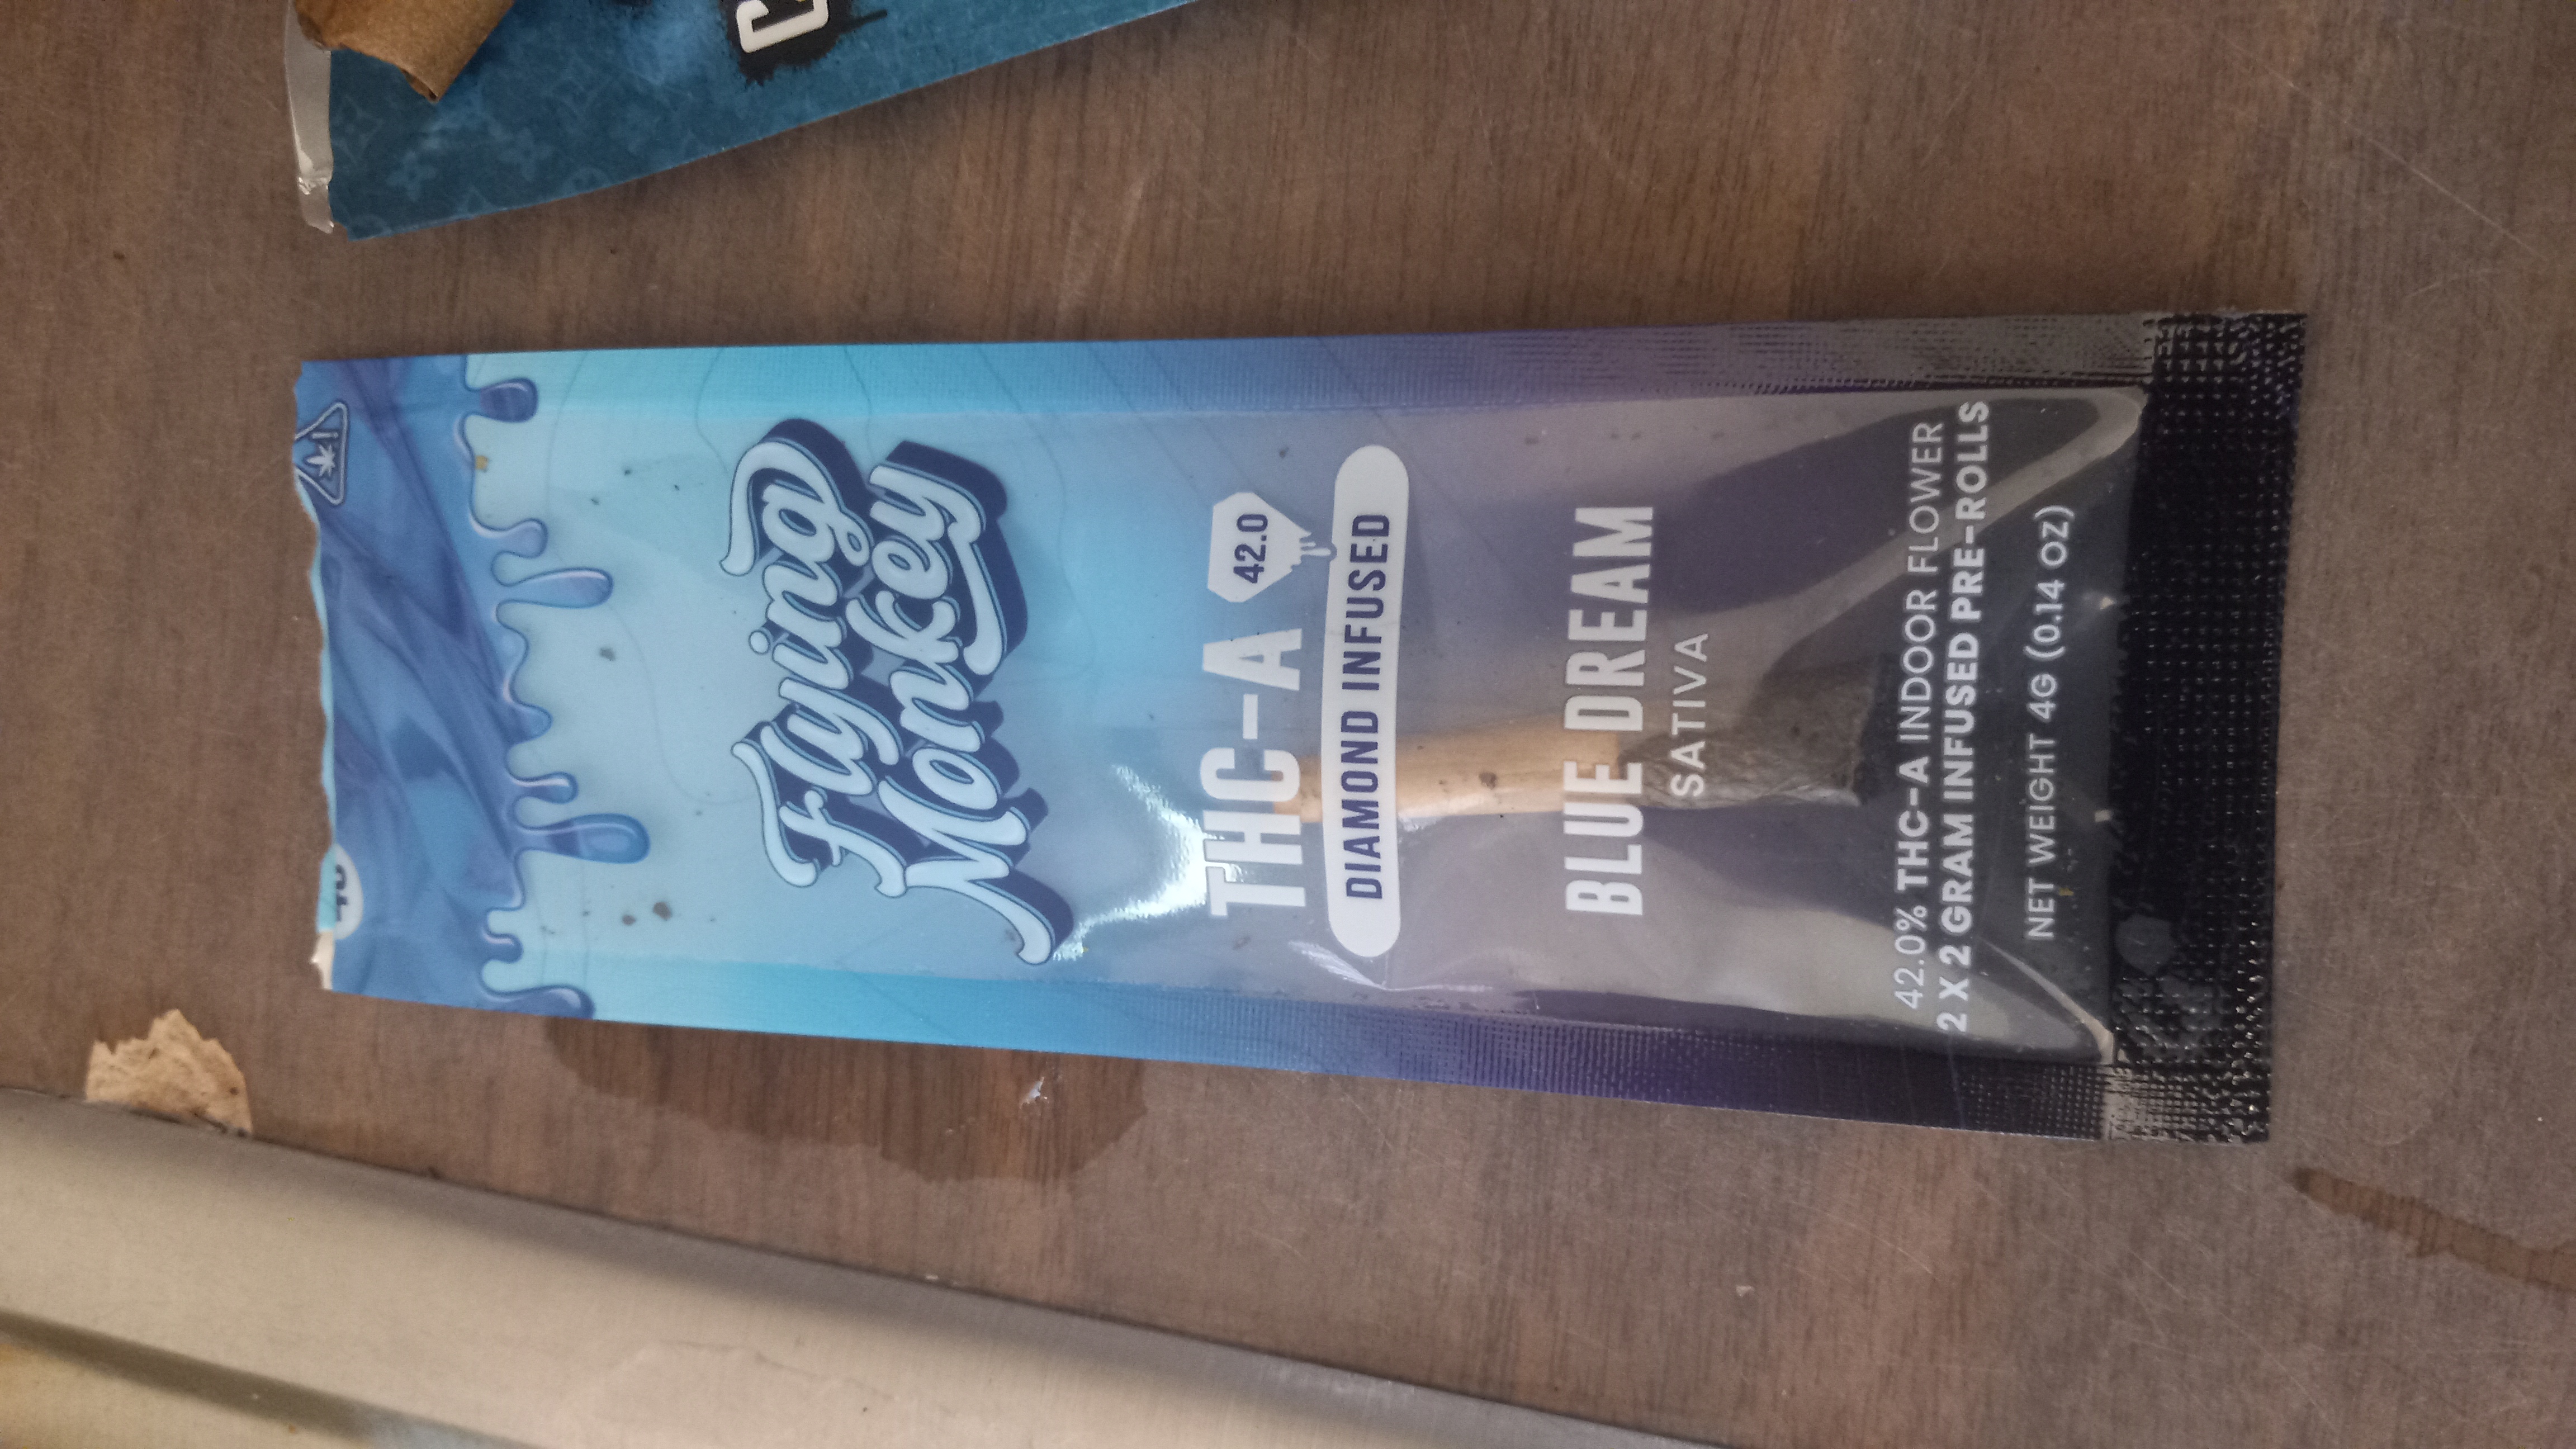 Flying
Monkey
THC-A 42.0
DIAMOND INFUSED
BLUE DREAM
SATIVA
42.0% THC-A INDOOR FLOWER
2 X 2 GRAM INFUSED PRE-ROLLS
NET WEIGHT 4G (0.14 OZ)